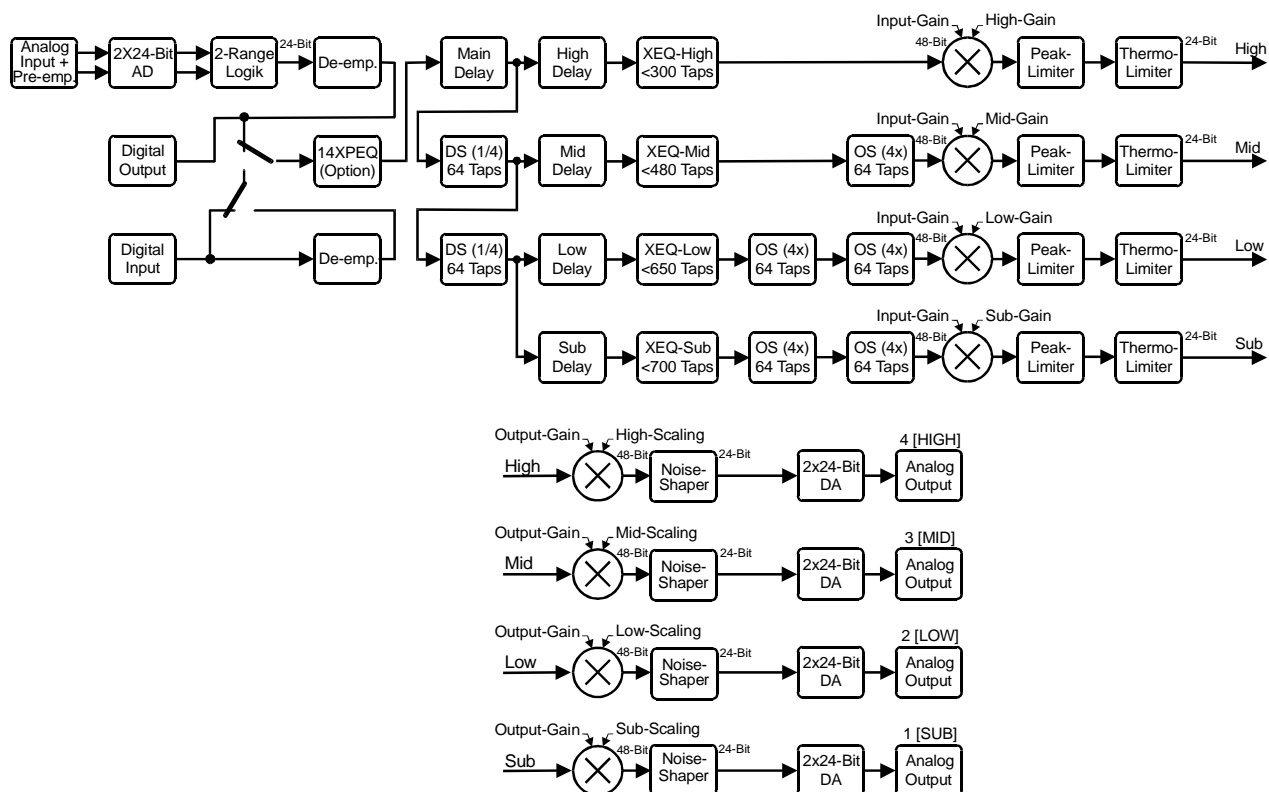 Input-Gain High-Gain
48-Bit
Analog
Input +
Pre-emp.
2X24-Bit
AD
2-Range
Logik
24-Bit
De-emp.
Main
Delay
High
Delay
XEQ-High
<300 Taps
Peak-
Limiter
Thermo-
Limiter
24-Bit
High
Input-Gain Mid-Gain
48-Bit
Digital
Output
14XPEQ
(Option)
DS (1/4)
64 Taps
Mid
Delay
XEQ-Mid
<480 Taps
OS (4x)
64 Taps
Peak-
Limiter
Thermo-
Limiter
24-Bit
Mid
Input-Gain Low-Gain
48-Bit
Digital
Input
De-emp.
DS (1/4)
64 Taps
Low
Delay
XEQ-Low
<650 Taps
OS (4x)
64 Taps
OS (4x)
64 Taps
Peak-
Limiter
Thermo-
Limiter
24-Bit
Low
Input-Gain Sub-Gain
48-Bit
Sub
Delay
XEQ-Sub
<700 Taps
OS (4x)
64 Taps
OS (4x)
64 Taps
Peak-
Limiter
Thermo-
Limiter
24-Bit
Sub
Output-Gain High-Scaling
High
48-Bit
Noise-
Shaper
24-Bit
2x24-Bit
DA
4 [HIGH]
Analog
Output
Output-Gain Mid-Scaling
Mid
48-Bit
Noise-
Shaper
24-Bit
2x24-Bit
DA
3 [MID]
Analog
Output
Output-Gain Low-Scaling
Low
48-Bit
Noise-
Shaper
24-Bit
2x24-Bit
DA
2 [LOW]
Analog
Output
Output-Gain Sub-Scaling
Sub
48-Bit
Noise-
Shaper
24-Bit
2x24-Bit
DA
1 [SUB]
Analog
Output